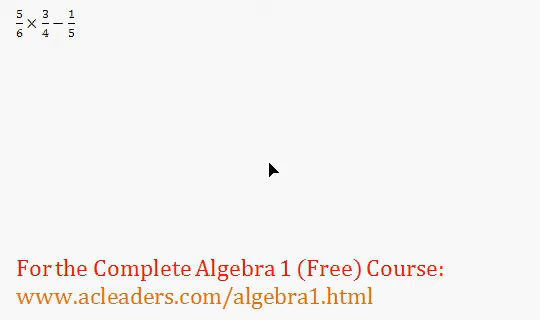 5/6 × 3/4 − 1/5
For the Complete Algebra 1 (Free) Course:
www.acleaders.com/algebra1.html